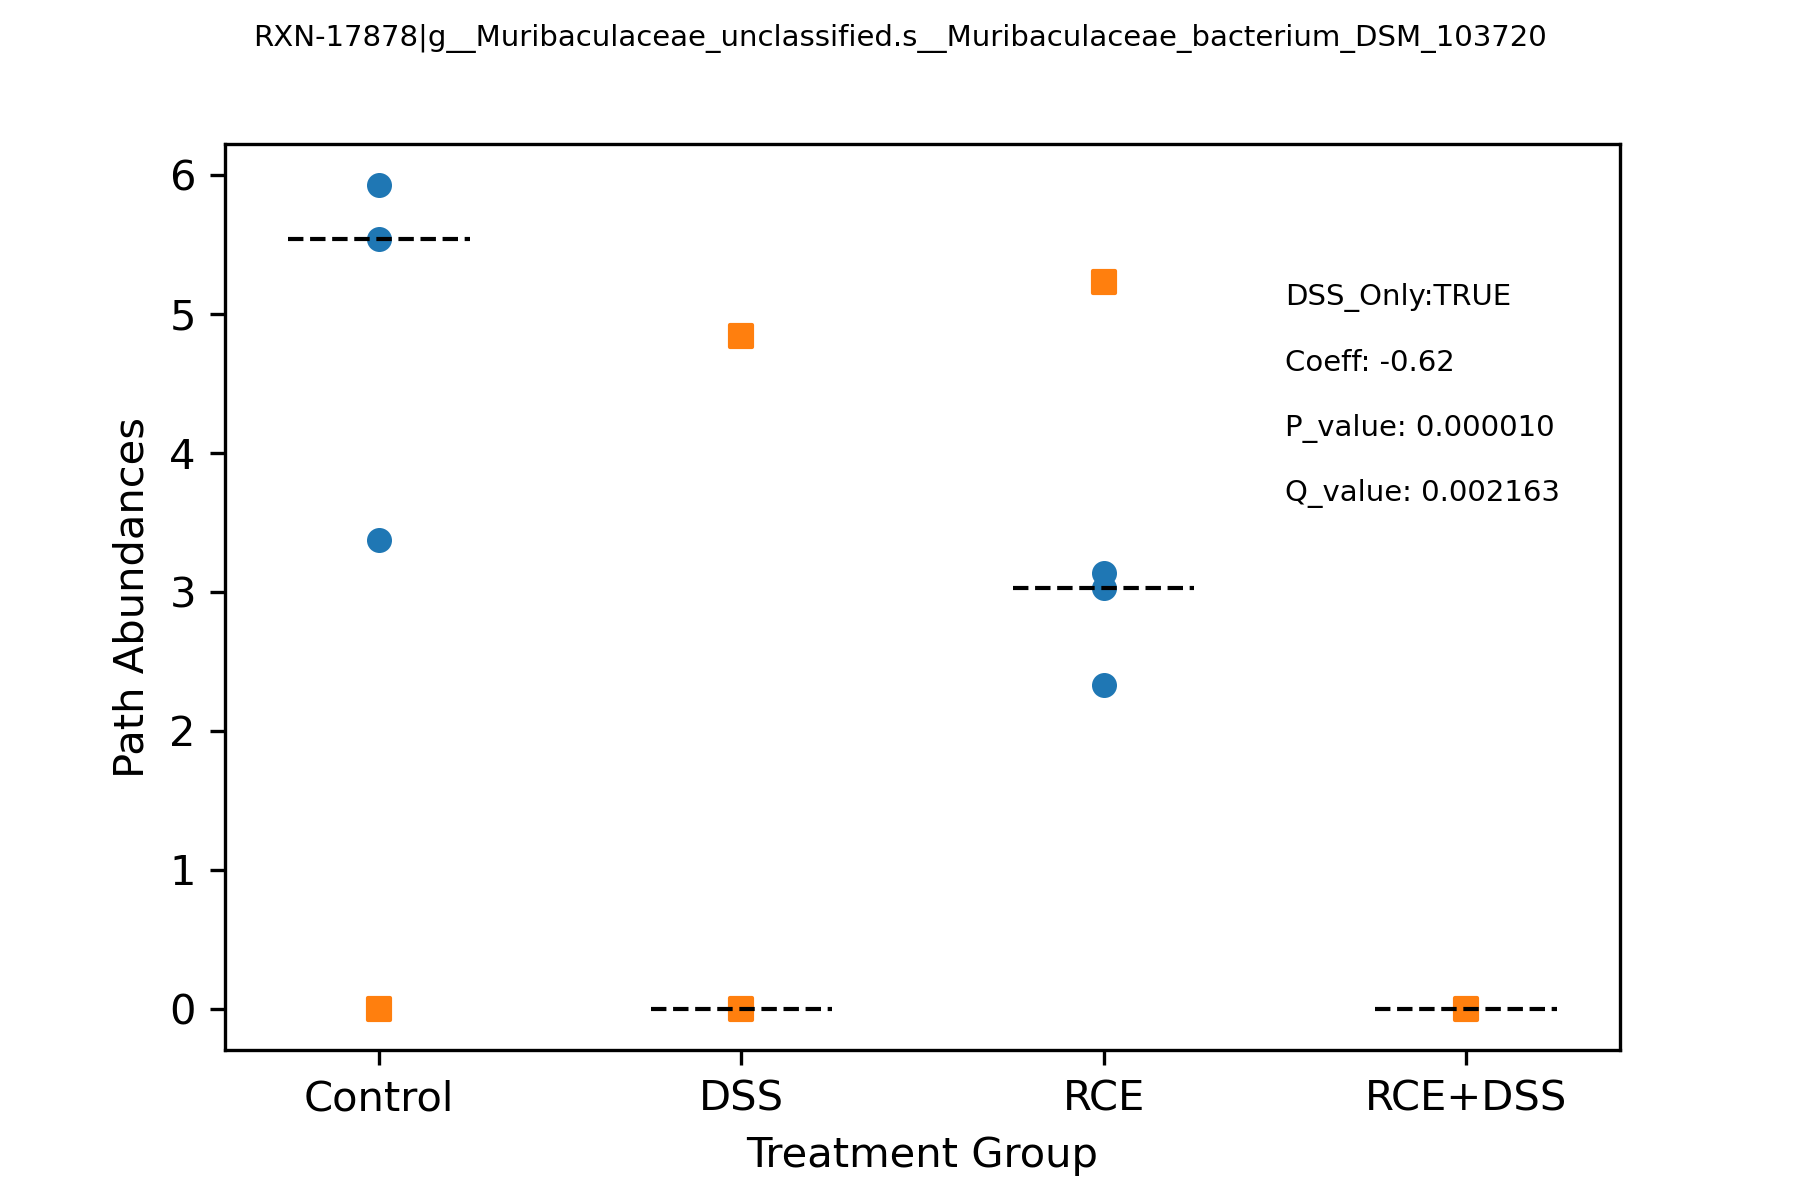 RXN-17878|g__Muribaculaceae_unclassified.s__Muribaculaceae_bacterium_DSM_103720
6
5
4
3
2
1
0
Path Abundances
DSS_Only:TRUE
Coeff: -0.62
P_value: 0.000010
Q_value: 0.002163
Control
DSS
RCE
RCE+DSS
Treatment Group